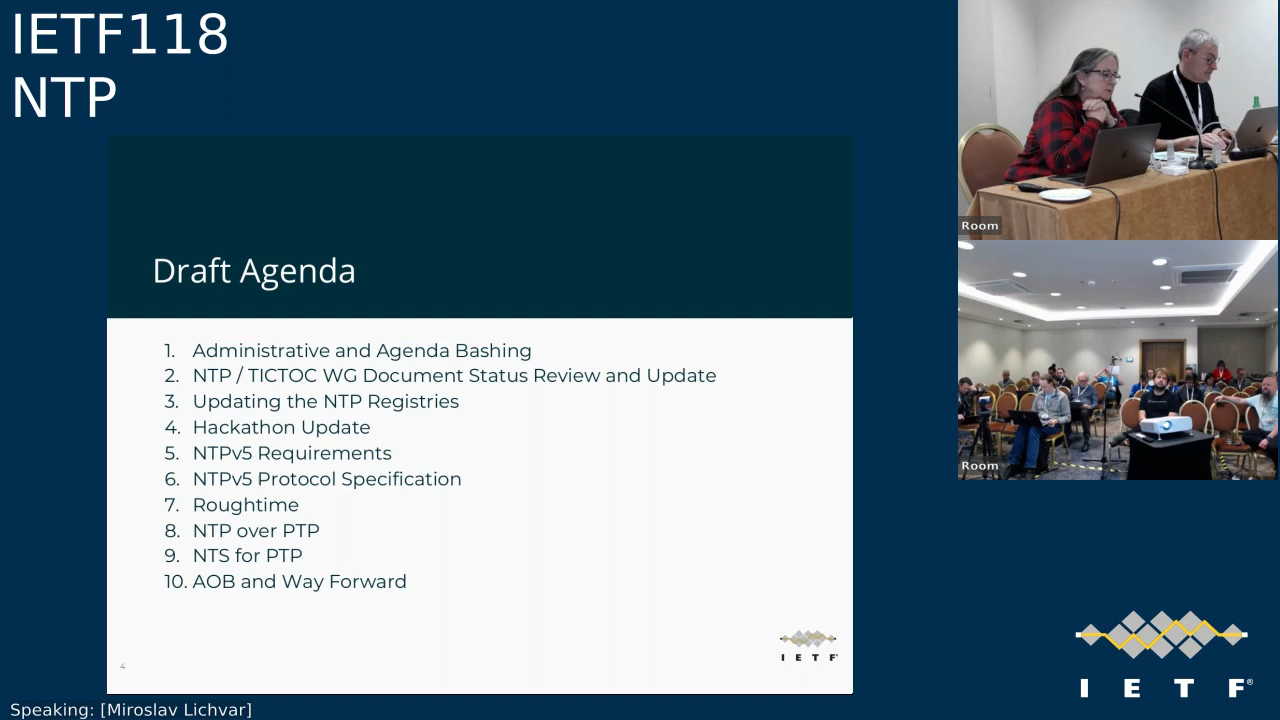 IETF118
NTP
Draft Agenda
1. Administrative and Agenda Bashing
2. NTP / TICTOC WG Document Status Review and Update
3. Updating the NTP Registries
4. Hackathon Update
5. NTPv5 Requirements
6. NTPv5 Protocol Specification
7. Roughtime
8. NTP over PTP
9. NTS for PTP
10. AOB and Way Forward
4
I E T F®
Room
Room
I E T F®
Speaking: [Miroslav Lichvar]